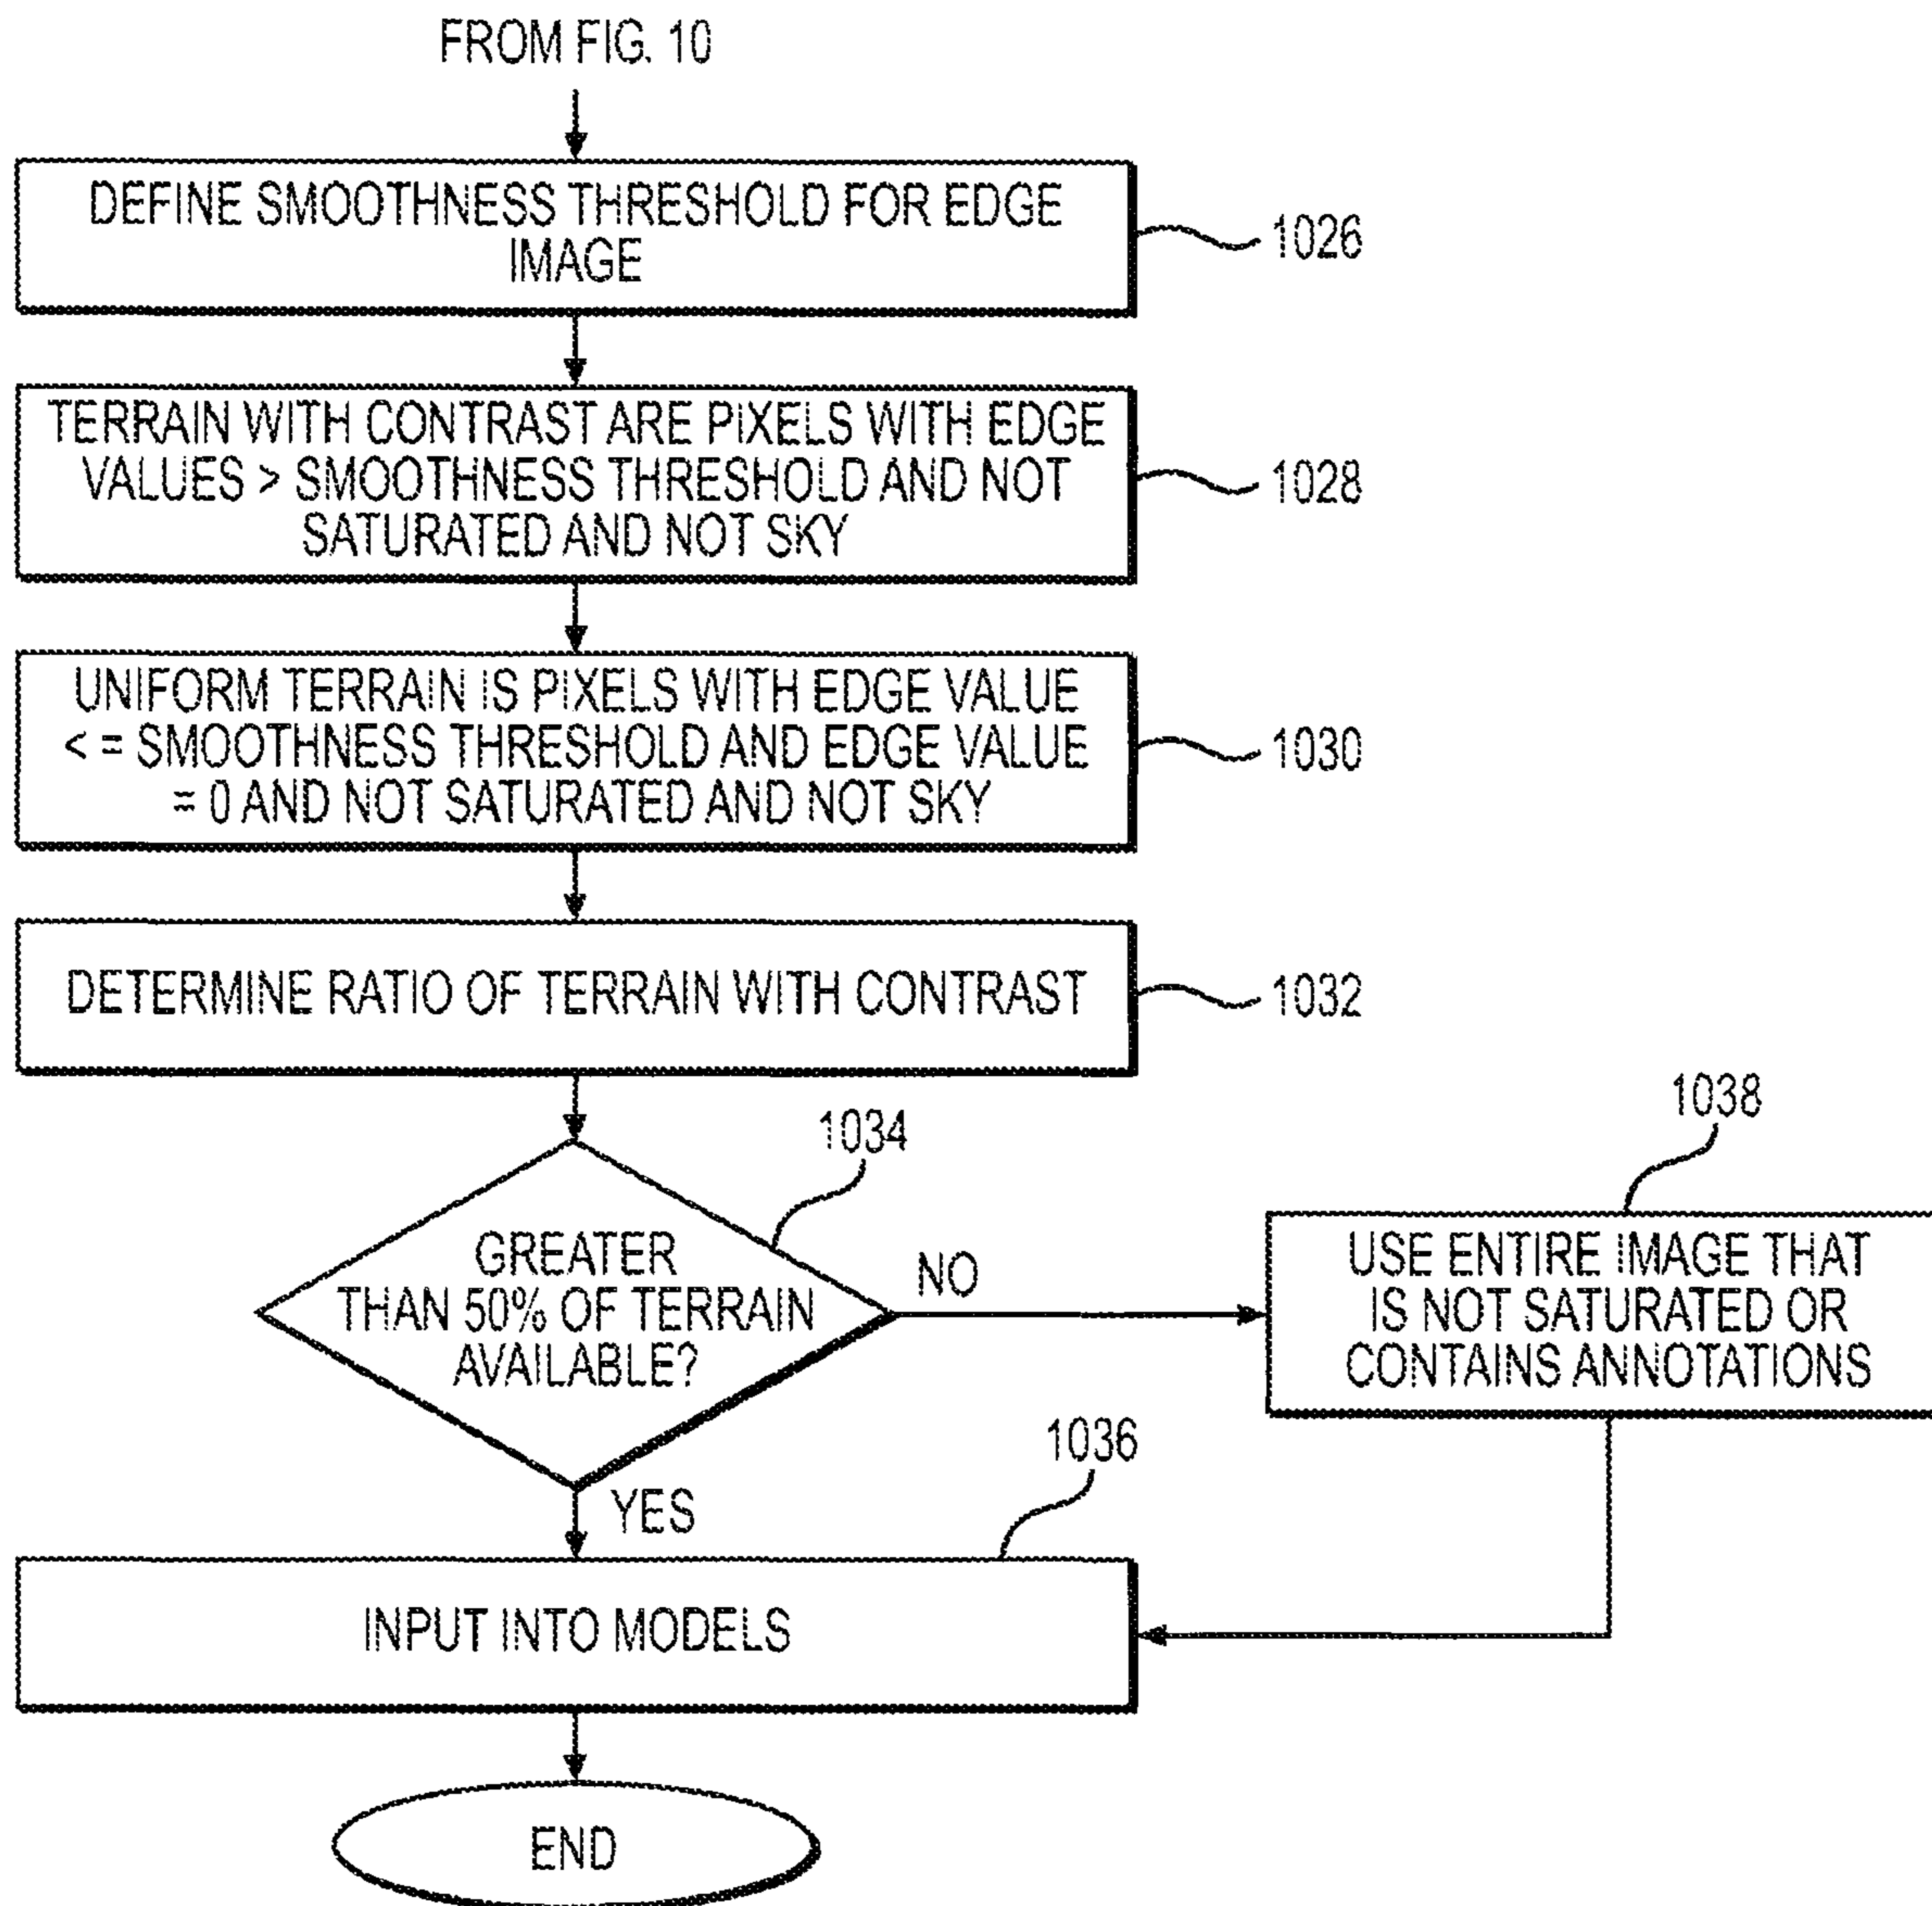 FROM FIG. 10
DEFINE SMOOTHNESS THRESHOLD FOR EDGE
IMAGE
1026
TERRAIN WITH CONTRAST ARE PIXELS WITH EDGE
VALUES > SMOOTHNESS THRESHOLD AND NOT
SATURATED AND NOT SKY
1028
UNIFORM TERRAIN IS PIXELS WITH EDGE VALUE
< = SMOOTHNESS THRESHOLD AND EDGE VALUE
= 0 AND NOT SATURATED AND NOT SKY
1030
DETERMINE RATIO OF TERRAIN WITH CONTRAST
1032
1034
GREATER
THAN 50% OF TERRAIN
AVAILABLE?
NO
1038
USE ENTIRE IMAGE THAT
IS NOT SATURATED OR
CONTAINS ANNOTATIONS
YES
1036
INPUT INTO MODELS
END